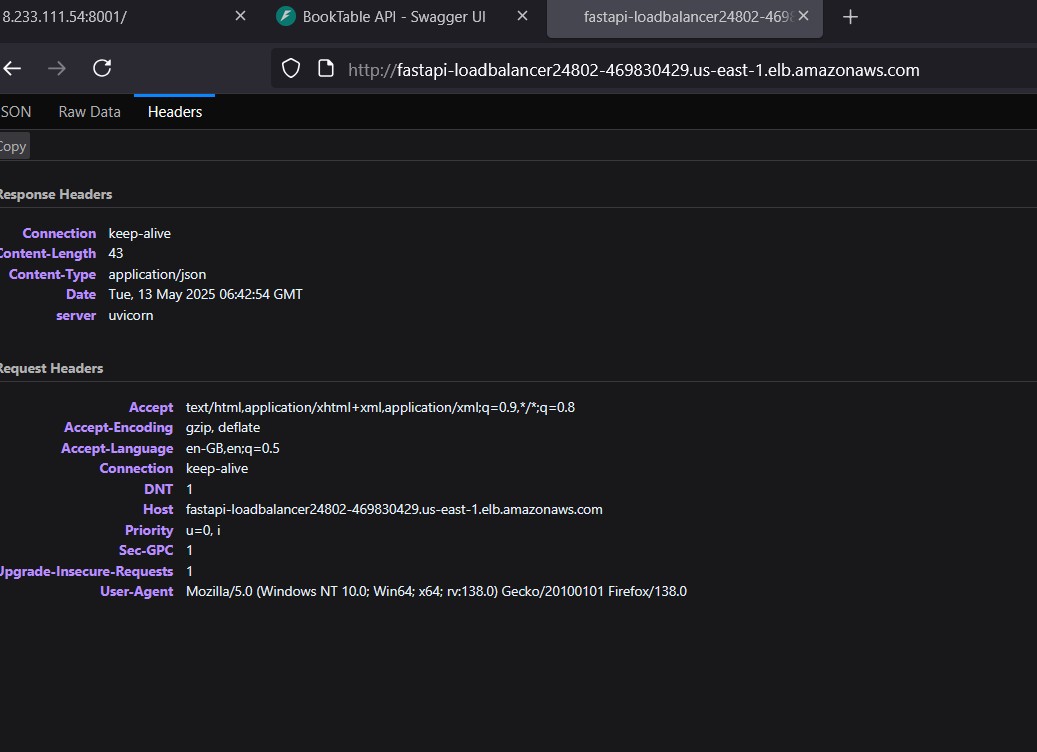 8.233.111.54:8001/
BookTable API - Swagger UI
fastapi-loadbalancer24802-469
http://fastapi-loadbalancer24802-469830429.us-east-1.elb.amazonaws.com
SON Raw Data Headers
Copy
Response Headers
Connection keep-alive
Content-Length 43
Content-Type application/json
Date Tue, 13 May 2025 06:42:54 GMT
server uvicorn
Request Headers
Accept text/html,application/xhtml+xml,application/xml;q=0.9,*/*;q=0.8
Accept-Encoding gzip, deflate
Accept-Language en-GB,en;q=0.5
Connection keep-alive
DNT 1
Host fastapi-loadbalancer24802-469830429.us-east-1.elb.amazonaws.com
Priority u=0, i
Sec-GPC 1
Upgrade-Insecure-Requests 1
User-Agent Mozilla/5.0 (Windows NT 10.0; Win64; x64; rv:138.0) Gecko/20100101 Firefox/138.0